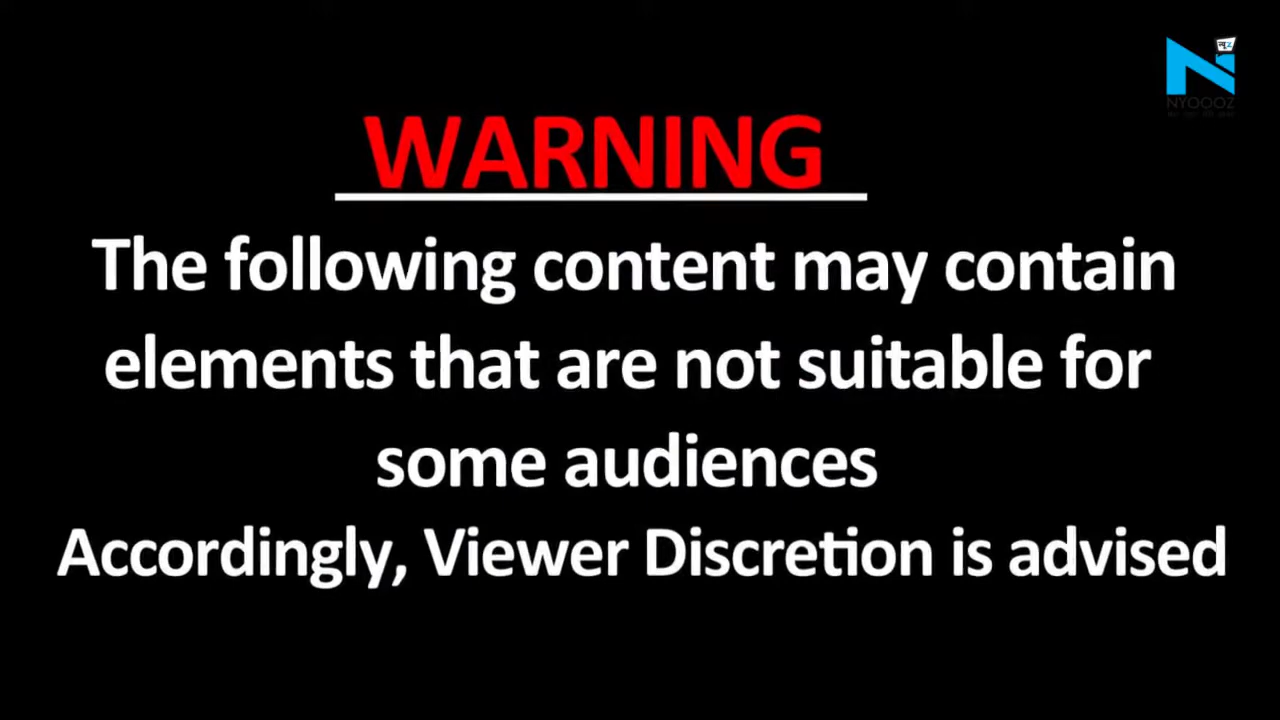 WARNING
The following content may contain
elements that are not suitable for
some audiences
Accordingly, Viewer Discretion is advised
NYOOOZ